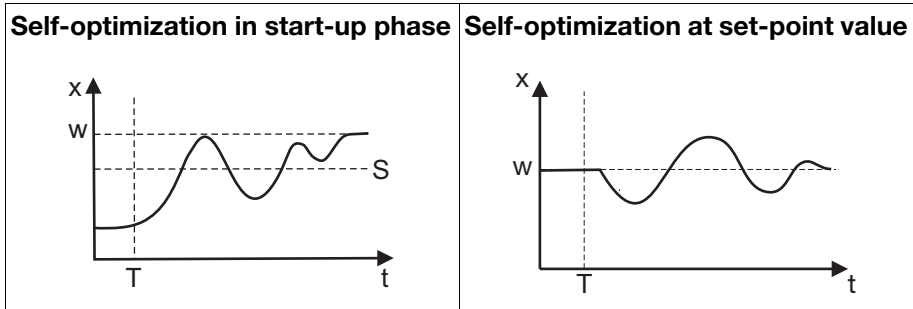 Self-optimization in start-up phase
Self-optimization at set-point value
x
w
S
T
t
x
w
T
t